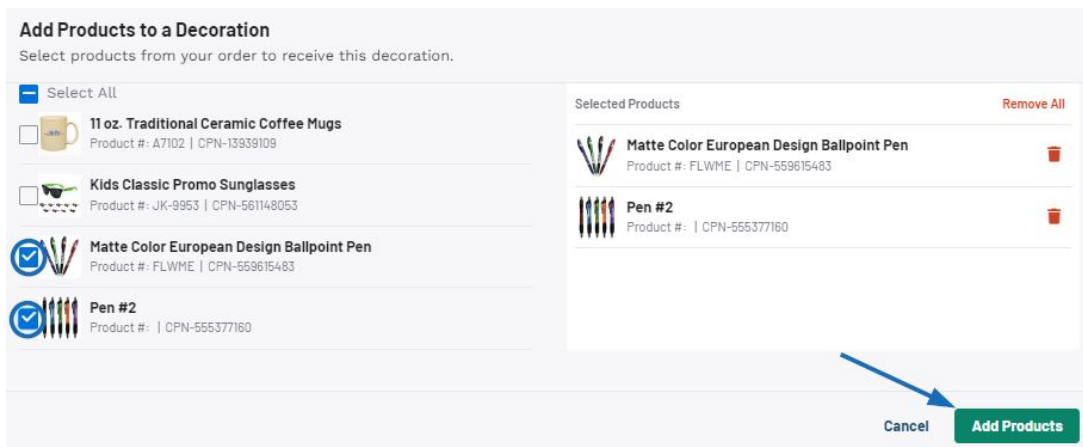 Add Products to a Decoration
Select products from your order to receive this decoration.
Select All
11 oz. Traditional Ceramic Coffee Mugs
Product #: A7102 | CPN-13939109
Kids Classic Promo Sunglasses
Product #: JK-9953 | CPN-561148053
Matte Color European Design Ballpoint Pen
Product #: FLWME | CPN-559615483
Pen #2
Product #: | CPN-555377160
Selected Products
Remove All
Matte Color European Design Ballpoint Pen
Product #: FLWME | CPN-559615483
Pen #2
Product #: | CPN-555377160
Cancel
Add Products